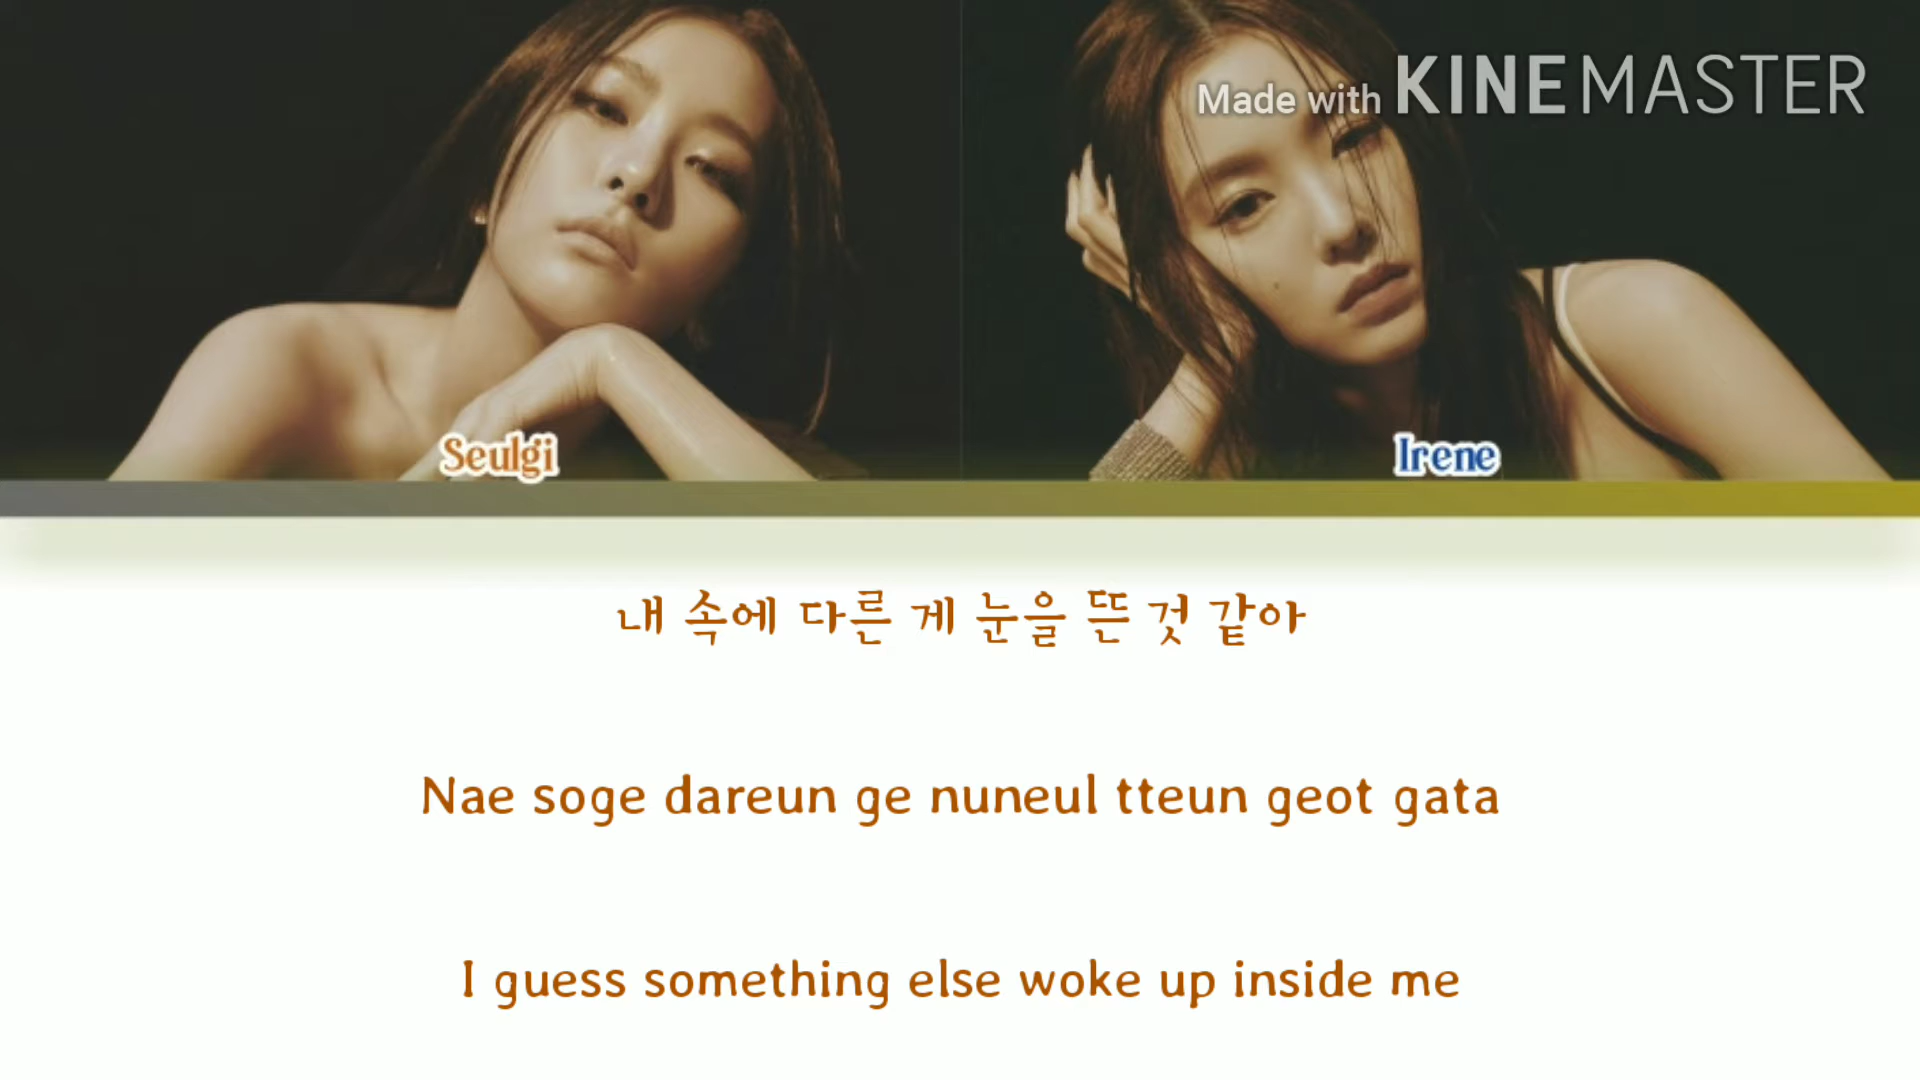 Made with KINEMASTER
Seulgi
Irene
내 속에 다른 게 눈을 뜬 것 같아
Nae soge dareun ge nuneul tteun geot gata
I guess something else woke up inside me